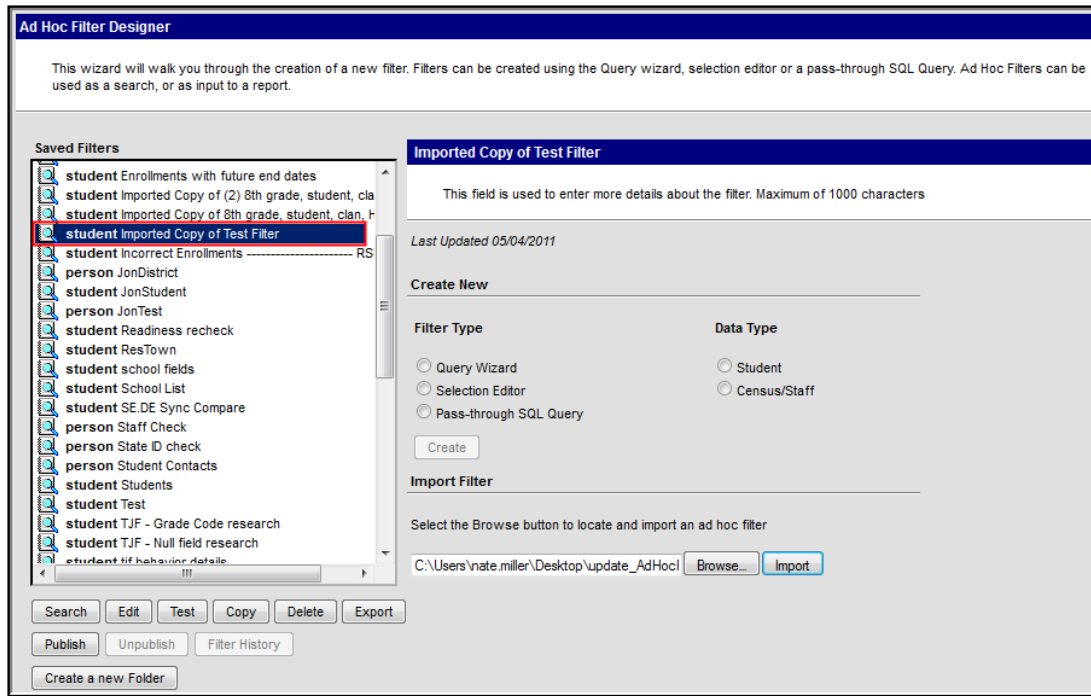 Ad Hoc Filter Designer
This wizard will walk you through the creation of a new filter. Filters can be created using the Query wizard, selection editor or a pass-through SQL Query. Ad Hoc Filters can be
used as a search, or as input to a report.
Saved Filters
student Enrollments with future end dates
student Imported Copy of (2) 8th grade, student, cla
student Imported Copy of 8th grade, student, clan, H
student Imported Copy of Test Filter
student Incorrect Enrollments ---------------------- RS
person JonDistrict
student JonStudent
person JonTest
student Readiness recheck
student ResTown
student school fields
student School List
student SE.DE Sync Compare
person Staff Check
person State ID check
person Student Contacts
student Students
student Test
student TJF - Grade Code research
student TJF - Null field research
student tjf behavior details
Search Edit Test Copy Delete Export
Publish Unpublish Filter History
Create a new Folder
Imported Copy of Test Filter
This field is used to enter more details about the filter. Maximum of 1000 characters
Last Updated 05/04/2011
Create New
Filter Type Data Type
Query Wizard Student
Selection Editor Census/Staff
Pass-through SQL Query
Create
Import Filter
Select the Browse button to locate and import an ad hoc filter
C:\Users\nate.miller\Desktop\update_AdHocI Browse... Import